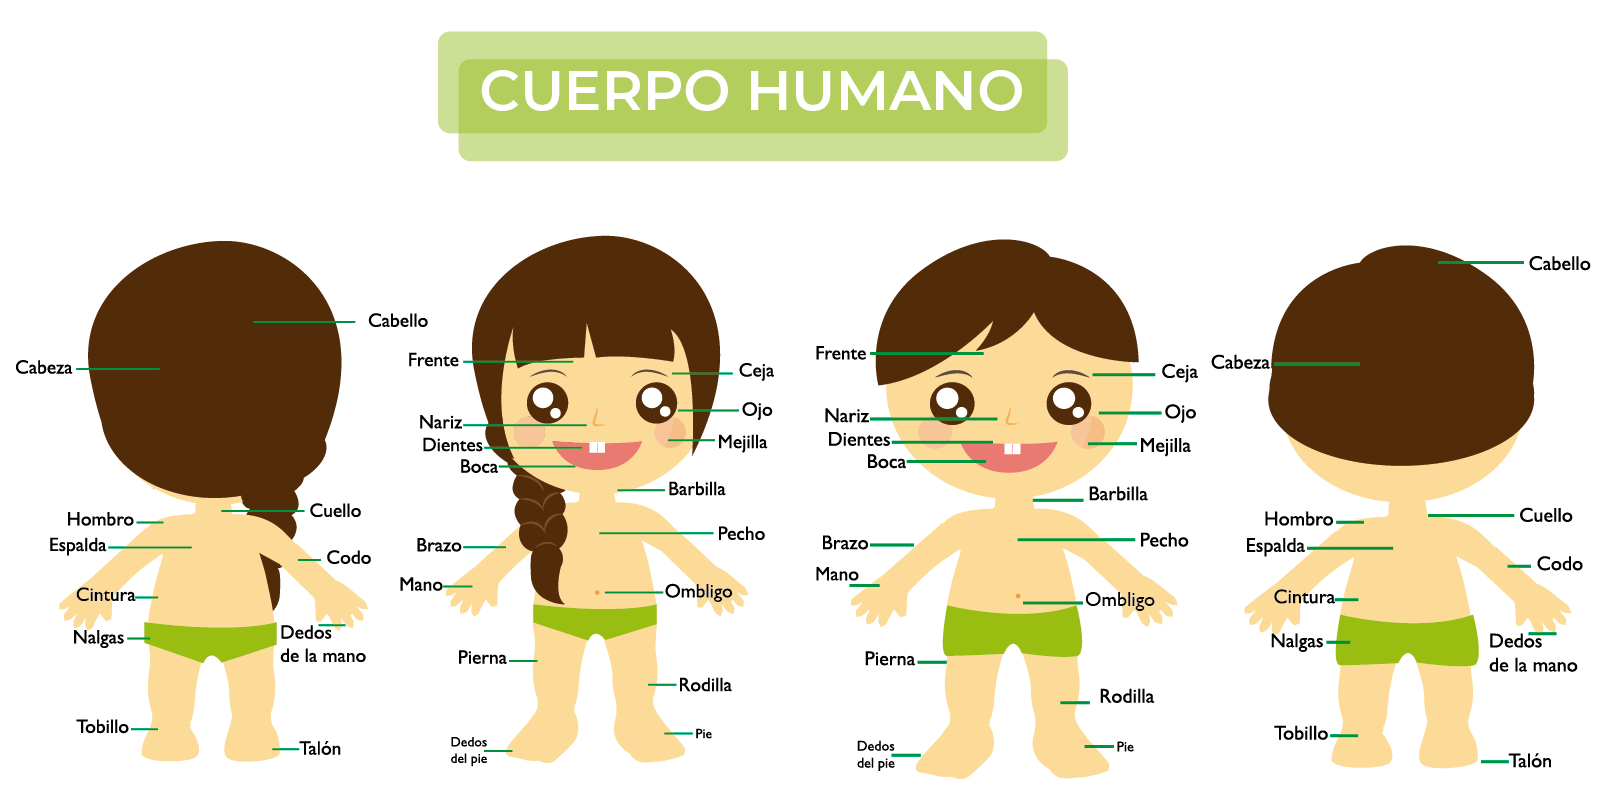 CUERPO HUMANO
Cabello
Cabeza
Cuello
Hombro
Espalda
Codo
Cintura
Nalgas
Dedos
de la mano
Tobillo
Talón
Frente
Ceja
Ojo
Nariz
Dientes
Mejilla
Boca
Barbilla
Pecho
Brazo
Mano
Ombligo
Pierna
Rodilla
Pie
Dedos
del pie
Frente
Ceja
Ojo
Nariz
Dientes
Mejilla
Boca
Barbilla
Pecho
Brazo
Mano
Ombligo
Pierna
Rodilla
Pie
Dedos
del pie
Cabello
Cabeza
Cuello
Hombro
Espalda
Codo
Cintura
Nalgas
Dedos
de la mano
Tobillo
Talón